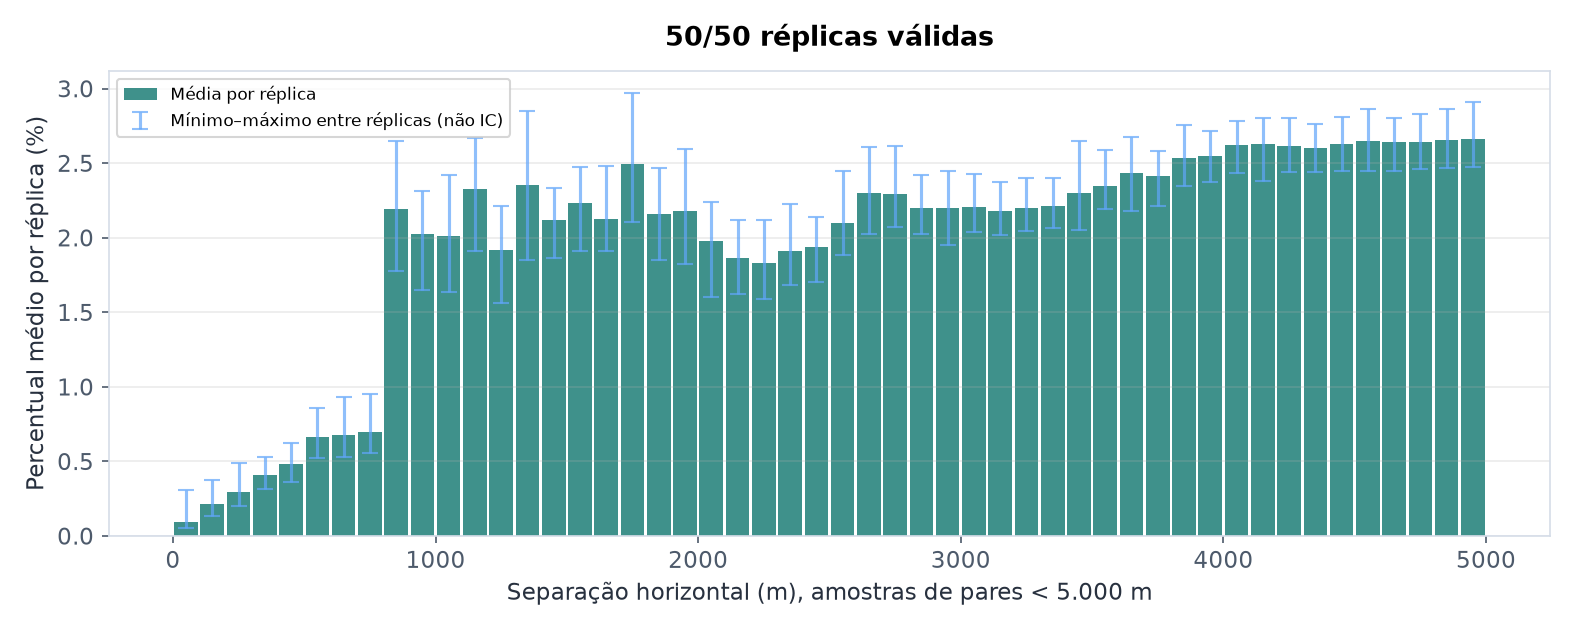 50/50 réplicas válidas
Média por réplica
Mínimo–máximo entre réplicas (não IC)
Percentual médio por réplica (%)
3.0
2.5
2.0
1.5
1.0
0.5
0.0
0 1000 2000 3000 4000 5000
Separação horizontal (m), amostras de pares < 5.000 m